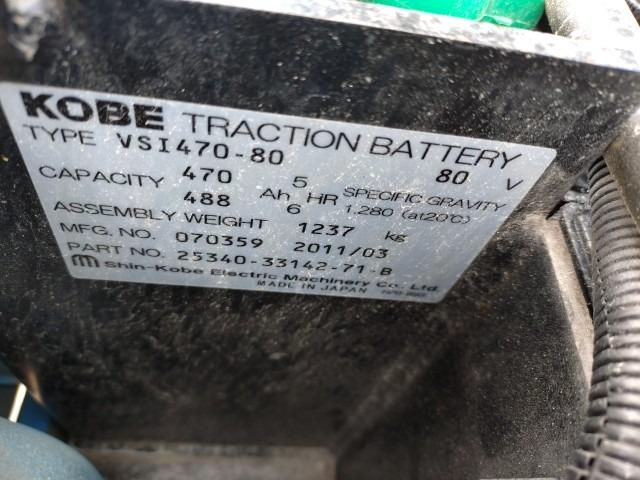 KOBE TRACTION BATTERY
TYPE VSI470-80 80 V
CAPACITY 470 5 SPECIFIC GRAVITY
488 Ah 6 HR 1.280 (at20℃)
ASSEMBLY WEIGHT 1237 kg
MFG. NO. 070359 2011/03
PART NO. 25340-33142-71-B
Shin-Kobe Electric Machinery Co., Ltd.
MADE IN JAPAN